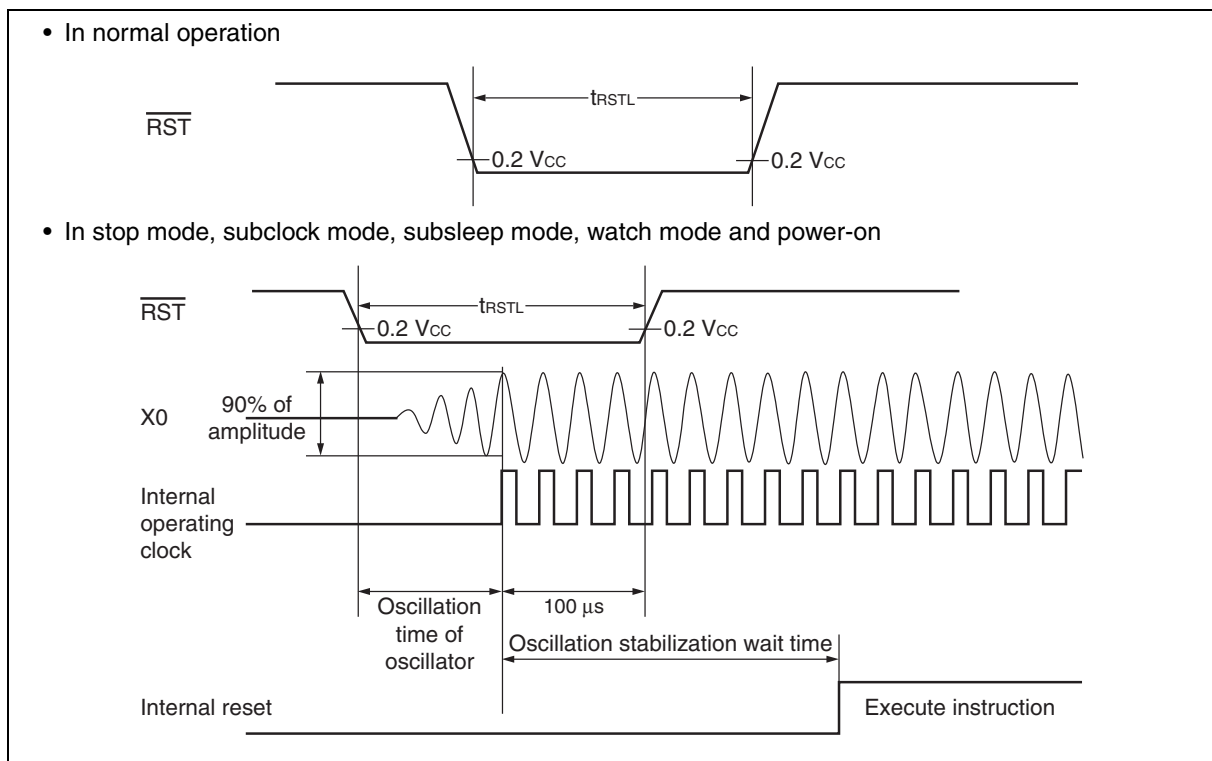 • In normal operation
tRSTL
RST
0.2 VCC
0.2 VCC
• In stop mode, subclock mode, subsleep mode, watch mode and power-on
RST
tRSTL
0.2 VCC
0.2 VCC
X0
90% of
amplitude
Internal
operating
clock
Oscillation
time of
oscillator
100 μs
Oscillation stabilization wait time
Internal reset
Execute instruction